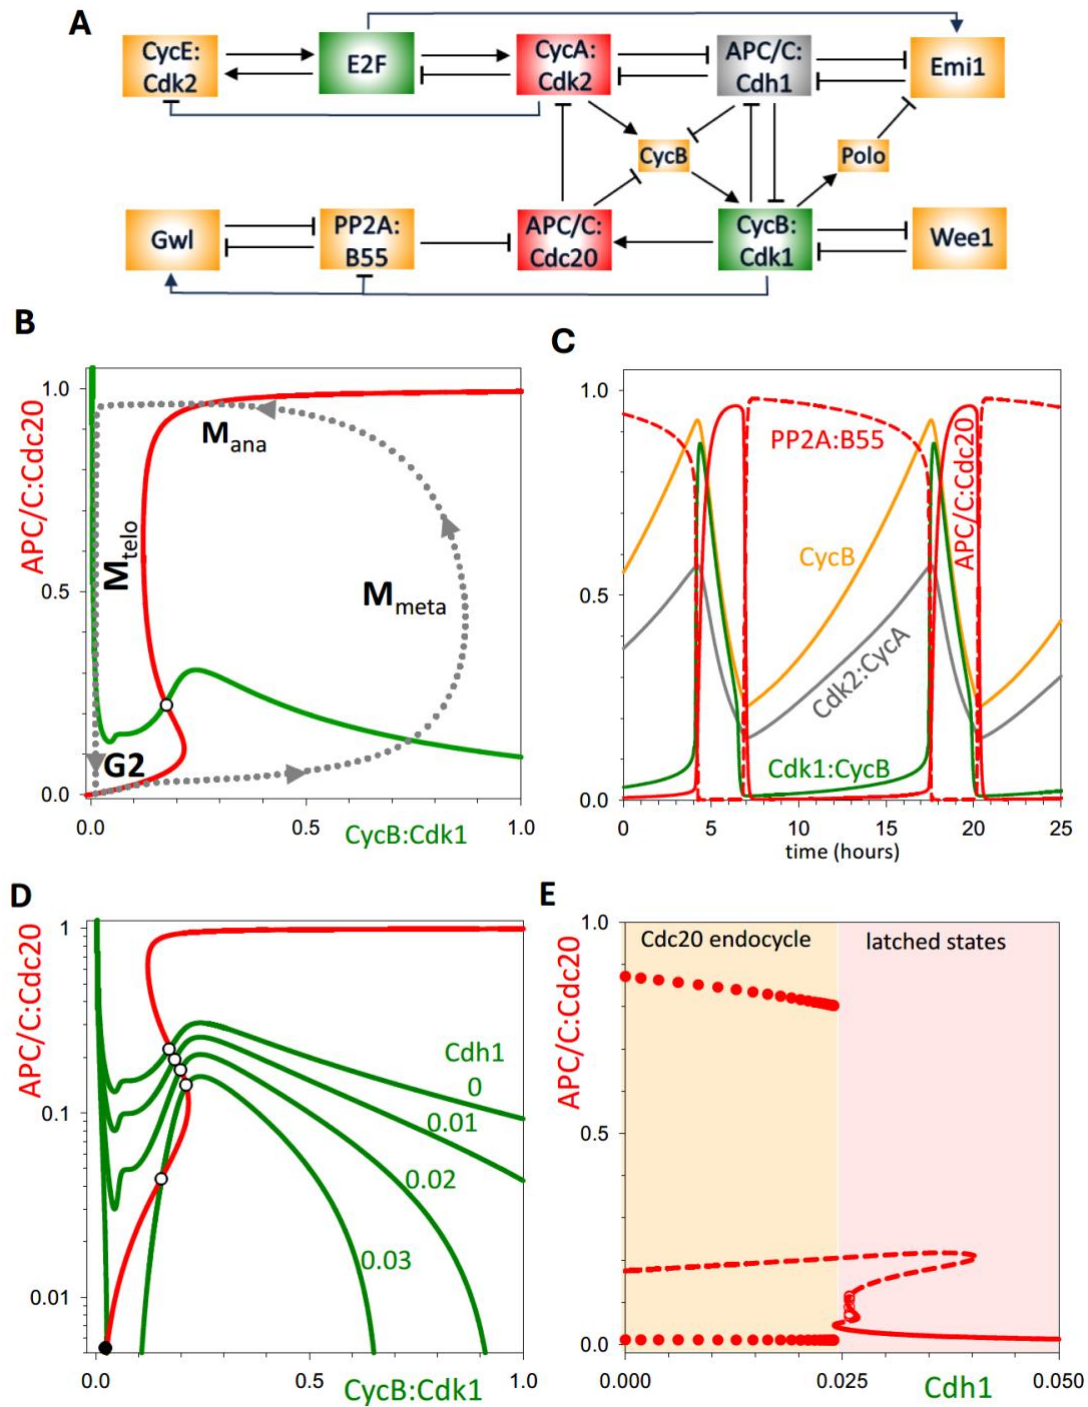 A
CycE: Cdk2
E2F
CycA: Cdk2
APC/C: Cdh1
Emi1
CycB
Polo
Gwl
PP2A: B55
APC/C: Cdc20
CycB: Cdk1
Wee1
B
APC/C:Cdc20
1.0
0.5
0.0
M_ana
M_telo
M_meta
G2
0.0
0.5
1.0
CycB:Cdk1
C
1.0
0.5
0.0
PP2A:B55
CycB
APC/C:Cdc20
Cdk2:CycA
Cdk1:CycB
0
5
10
15
20
25
time (hours)
D
APC/C:Cdc20
1
0.1
0.01
Cdh1
0
0.01
0.02
0.03
0.0
0.5
1.0
CycB:Cdk1
E
APC/C:Cdc20
1.0
0.5
0.0
Cdc20 endocycle
latched states
0.000
0.025
0.050
Cdh1